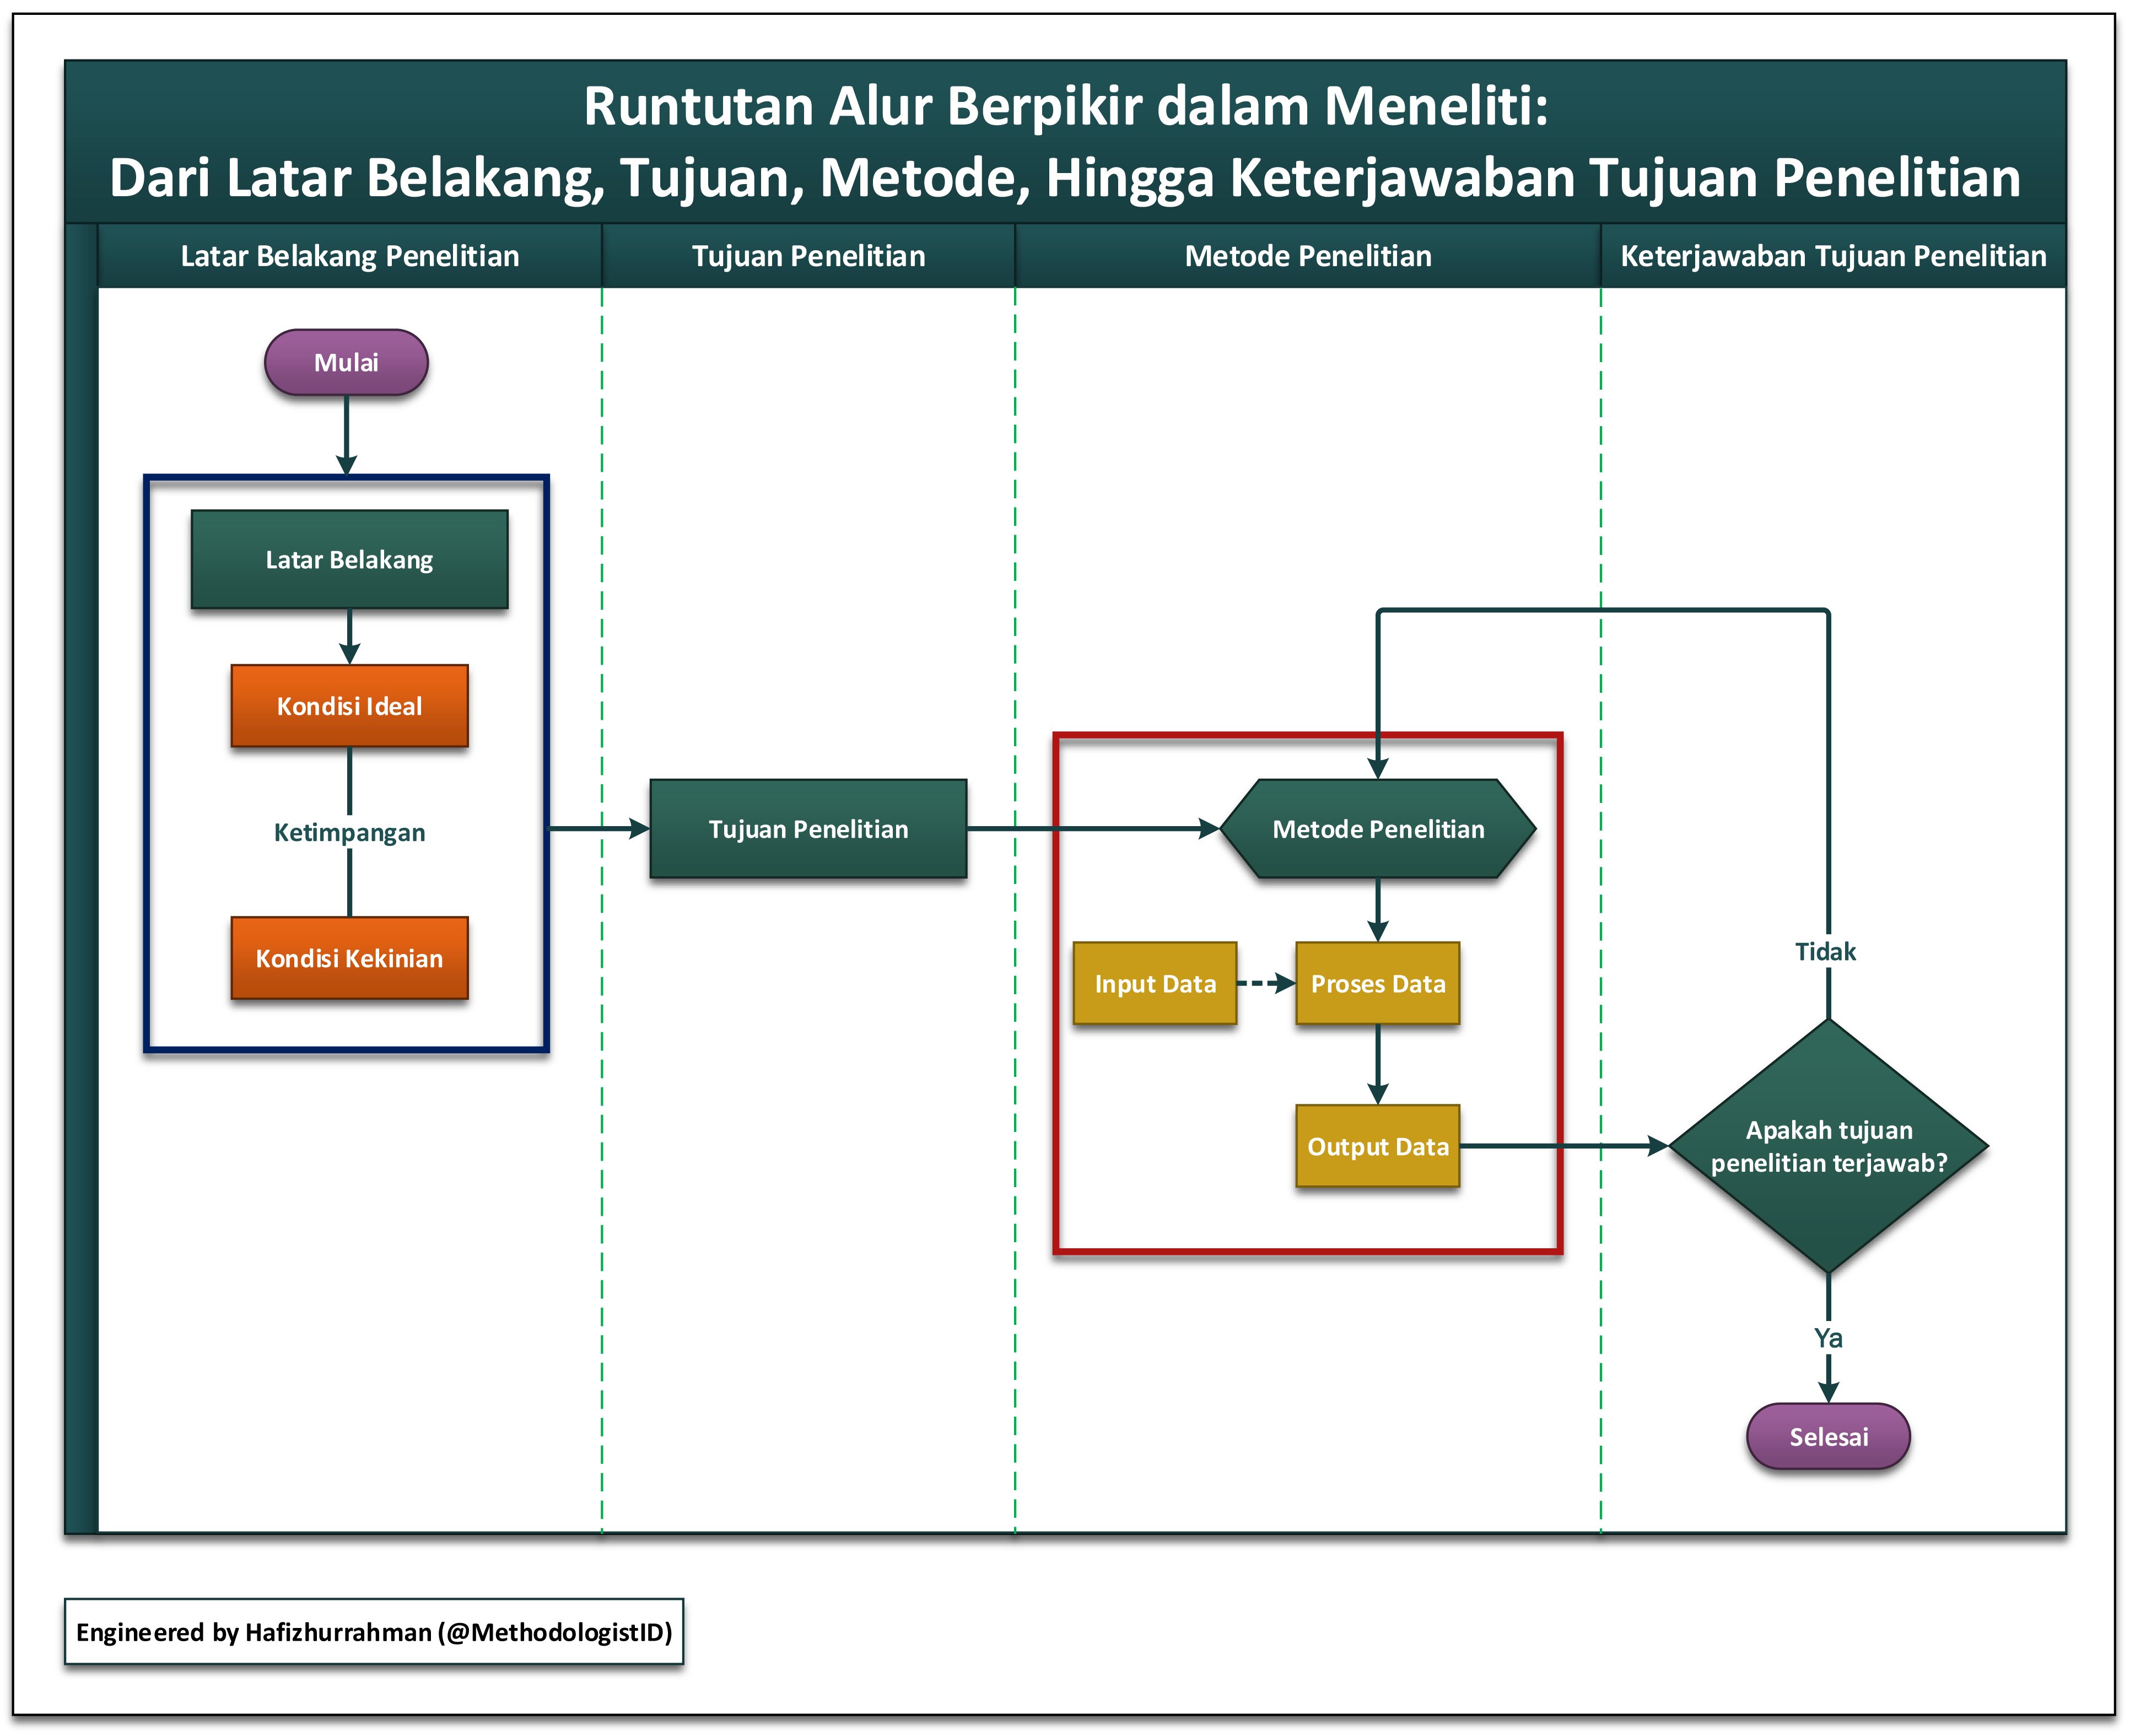 Runtutan Alur Berpikir dalam Meneliti:
Dari Latar Belakang, Tujuan, Metode, Hingga Keterjawaban Tujuan Penelitian
Latar Belakang Penelitian
Tujuan Penelitian
Metode Penelitian
Keterjawaban Tujuan Penelitian
Mulai
Latar Belakang
Kondisi Ideal
Ketimpangan
Kondisi Kekinian
Tujuan Penelitian
Metode Penelitian
Input Data
Proses Data
Output Data
Tidak
Apakah tujuan
penelitian terjawab?
Ya
Selesai
Engineered by Hafizhurrahman (@MethodologistID)